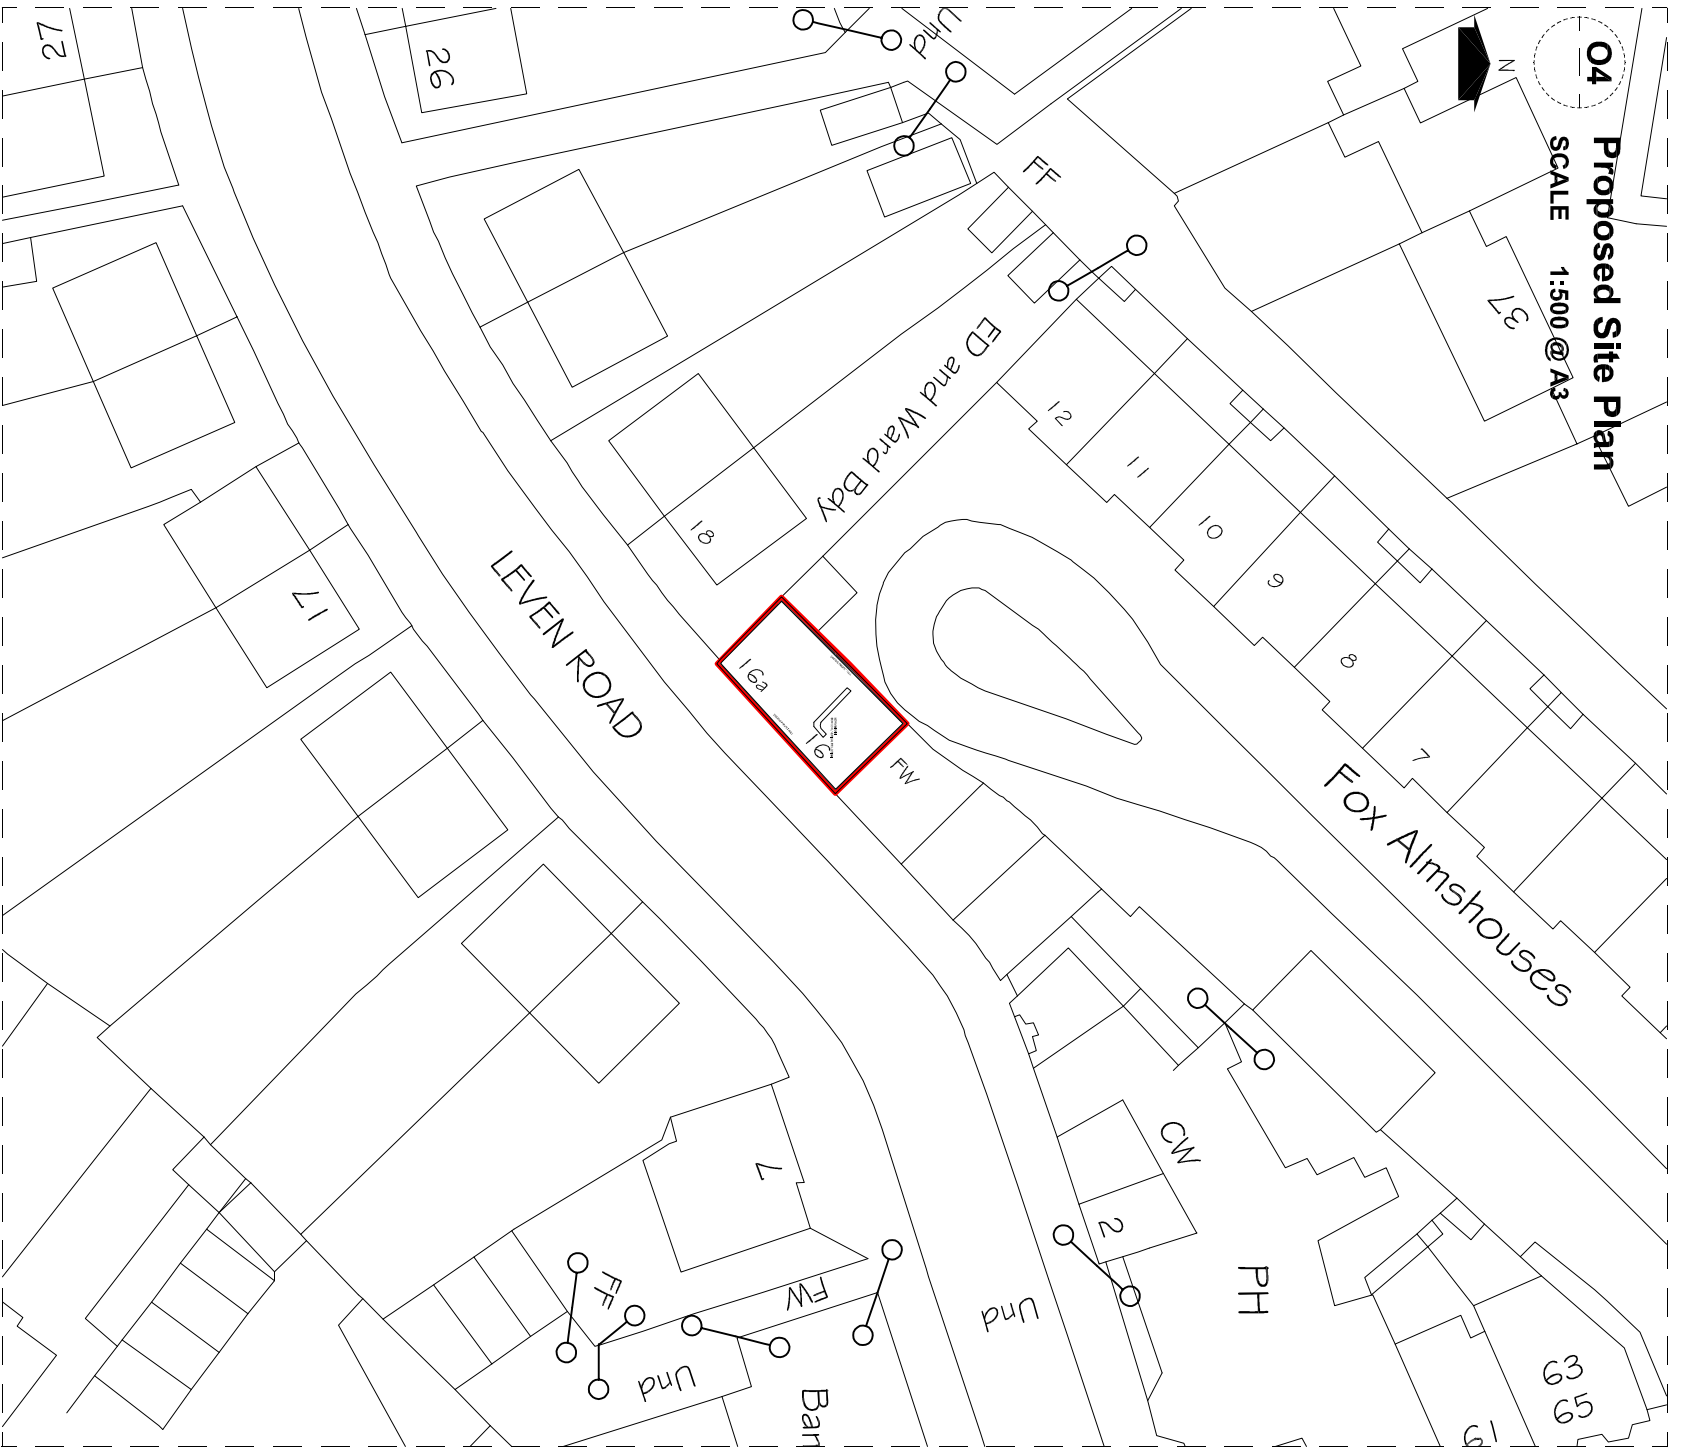 O4
Proposed Site Plan
SCALE 1:500 @ A3
N
27
26
Und
FF
37
ED and Ward Bdy
12
11
10
9
8
7
18
17
LEVEN ROAD
16a
16
FW
Fox Almshouses
CW
2
PH
7
FF
FW
Und
Und
Ban
63
65
61